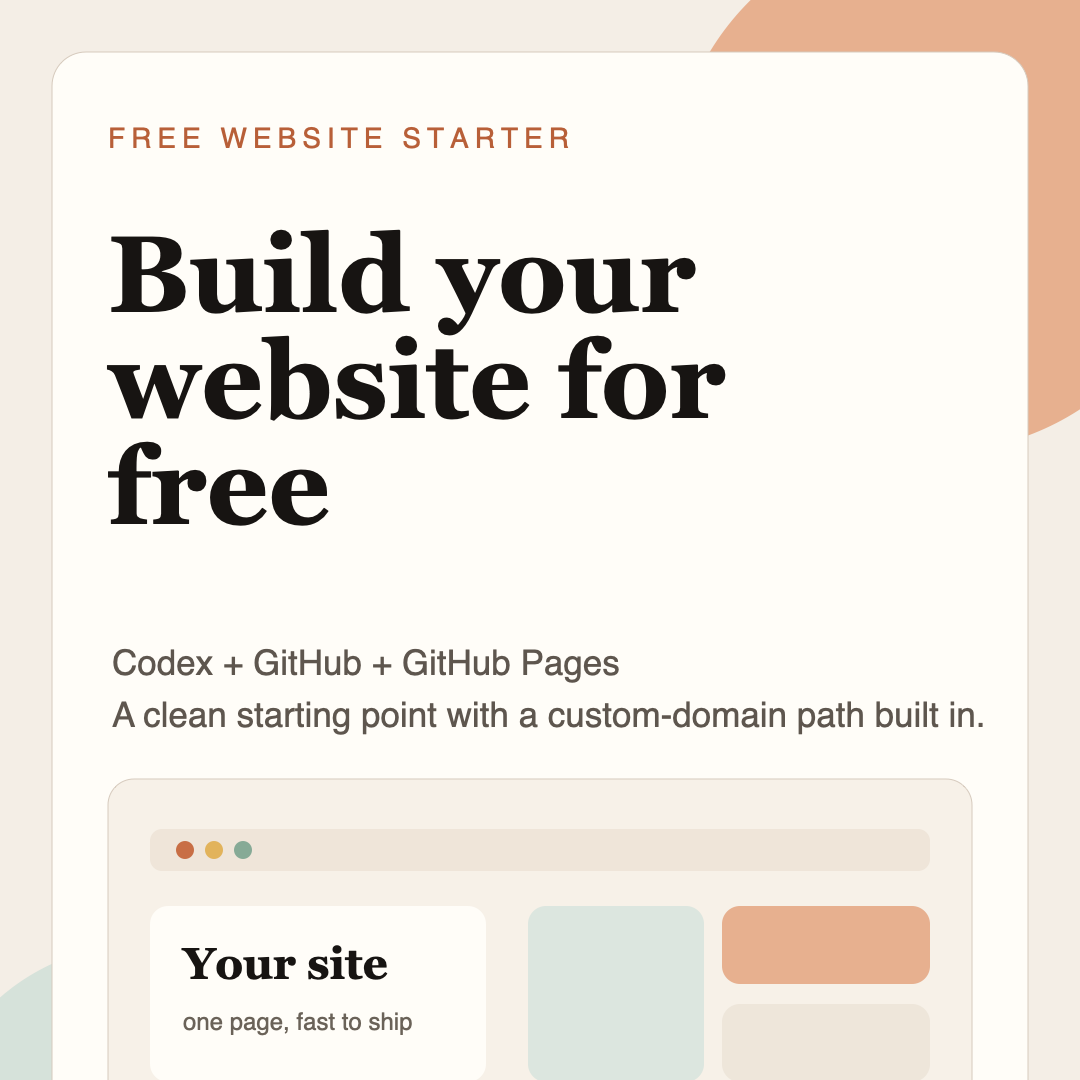 FREE WEBSITE STARTER
Build your
website for
free
Codex + GitHub + GitHub Pages
A clean starting point with a custom-domain path built in.
Your site
one page, fast to ship